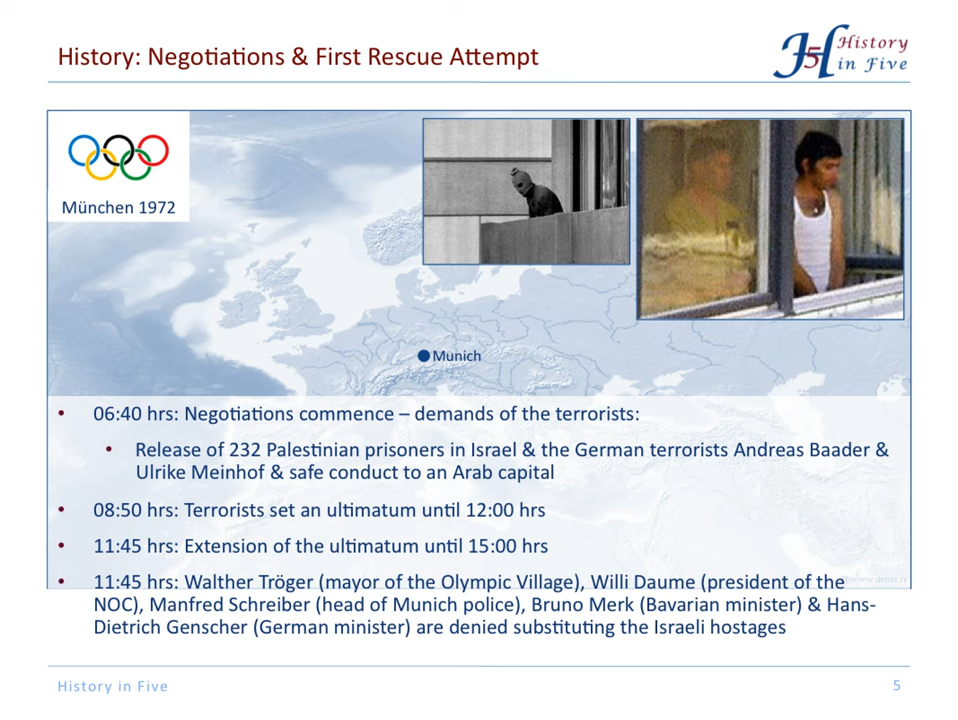 History: Negotiations & First Rescue Attempt
H5 History
in Five
München 1972
Munich
• 06:40 hrs: Negotiations commence – demands of the terrorists:
• Release of 232 Palestinian prisoners in Israel & the German terrorists Andreas Baader &
Ulrike Meinhof & safe conduct to an Arab capital
• 08:50 hrs: Terrorists set an ultimatum until 12:00 hrs
• 11:45 hrs: Extension of the ultimatum until 15:00 hrs
• 11:45 hrs: Walther Tröger (mayor of the Olympic Village), Willi Daume (president of the
NOC), Manfred Schreiber (head of Munich police), Bruno Merk (Bavarian minister) & Hans-
Dietrich Genscher (German minister) are denied substituting the Israeli hostages
History in Five
5